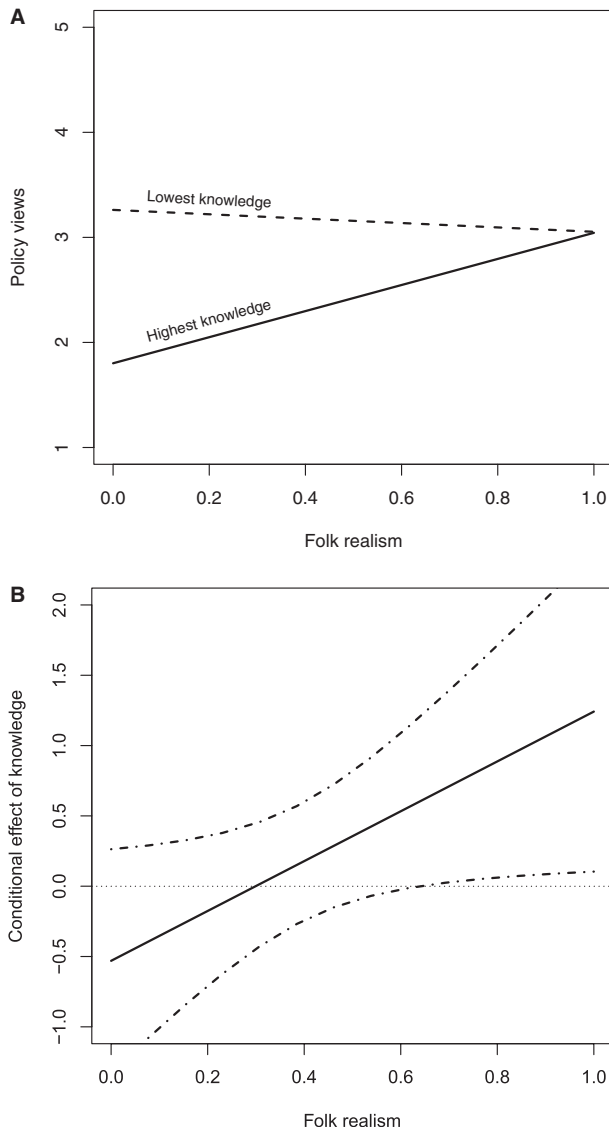 A
5
4
3
2
1
Policy views
Lowest knowledge
Highest knowledge
0.0 0.2 0.4 0.6 0.8 1.0
Folk realism
B
2.0
1.5
1.0
0.5
0.0
−0.5
−1.0
Conditional effect of knowledge
0.0 0.2 0.4 0.6 0.8 1.0
Folk realism